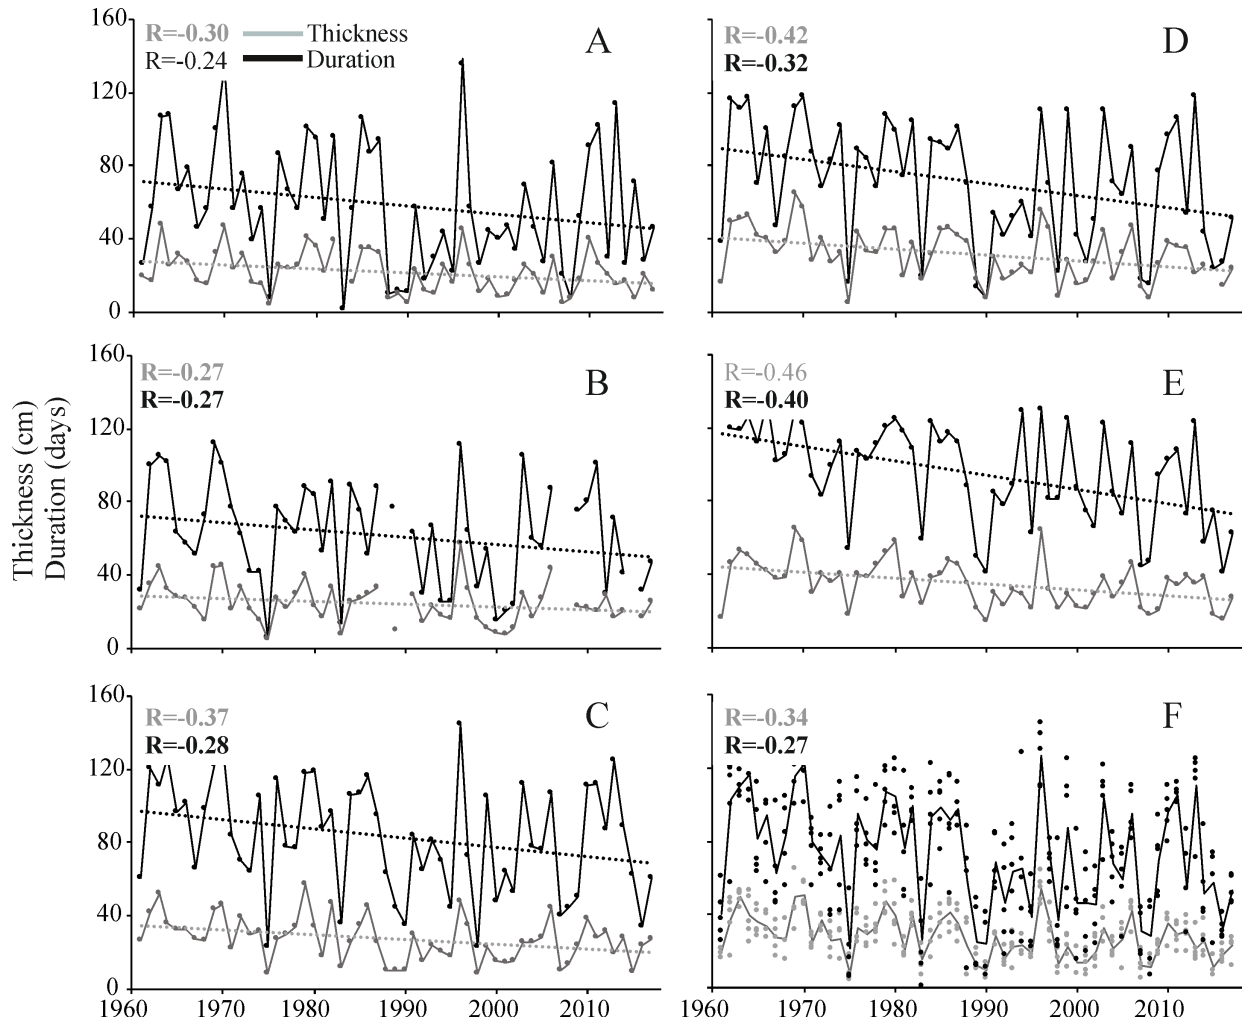 160
120
80
40
0
R=-0.30
R=-0.24
Thickness
Duration
A
R=-0.42
R=-0.32
D
160
120
80
40
0
R=-0.27
R=-0.27
B
R=-0.46
R=-0.40
E
Thickness (cm)
Duration (days)
160
120
80
40
0
R=-0.37
R=-0.28
C
R=-0.34
R=-0.27
F
1960 1970 1980 1990 2000 2010
1960 1970 1980 1990 2000 2010